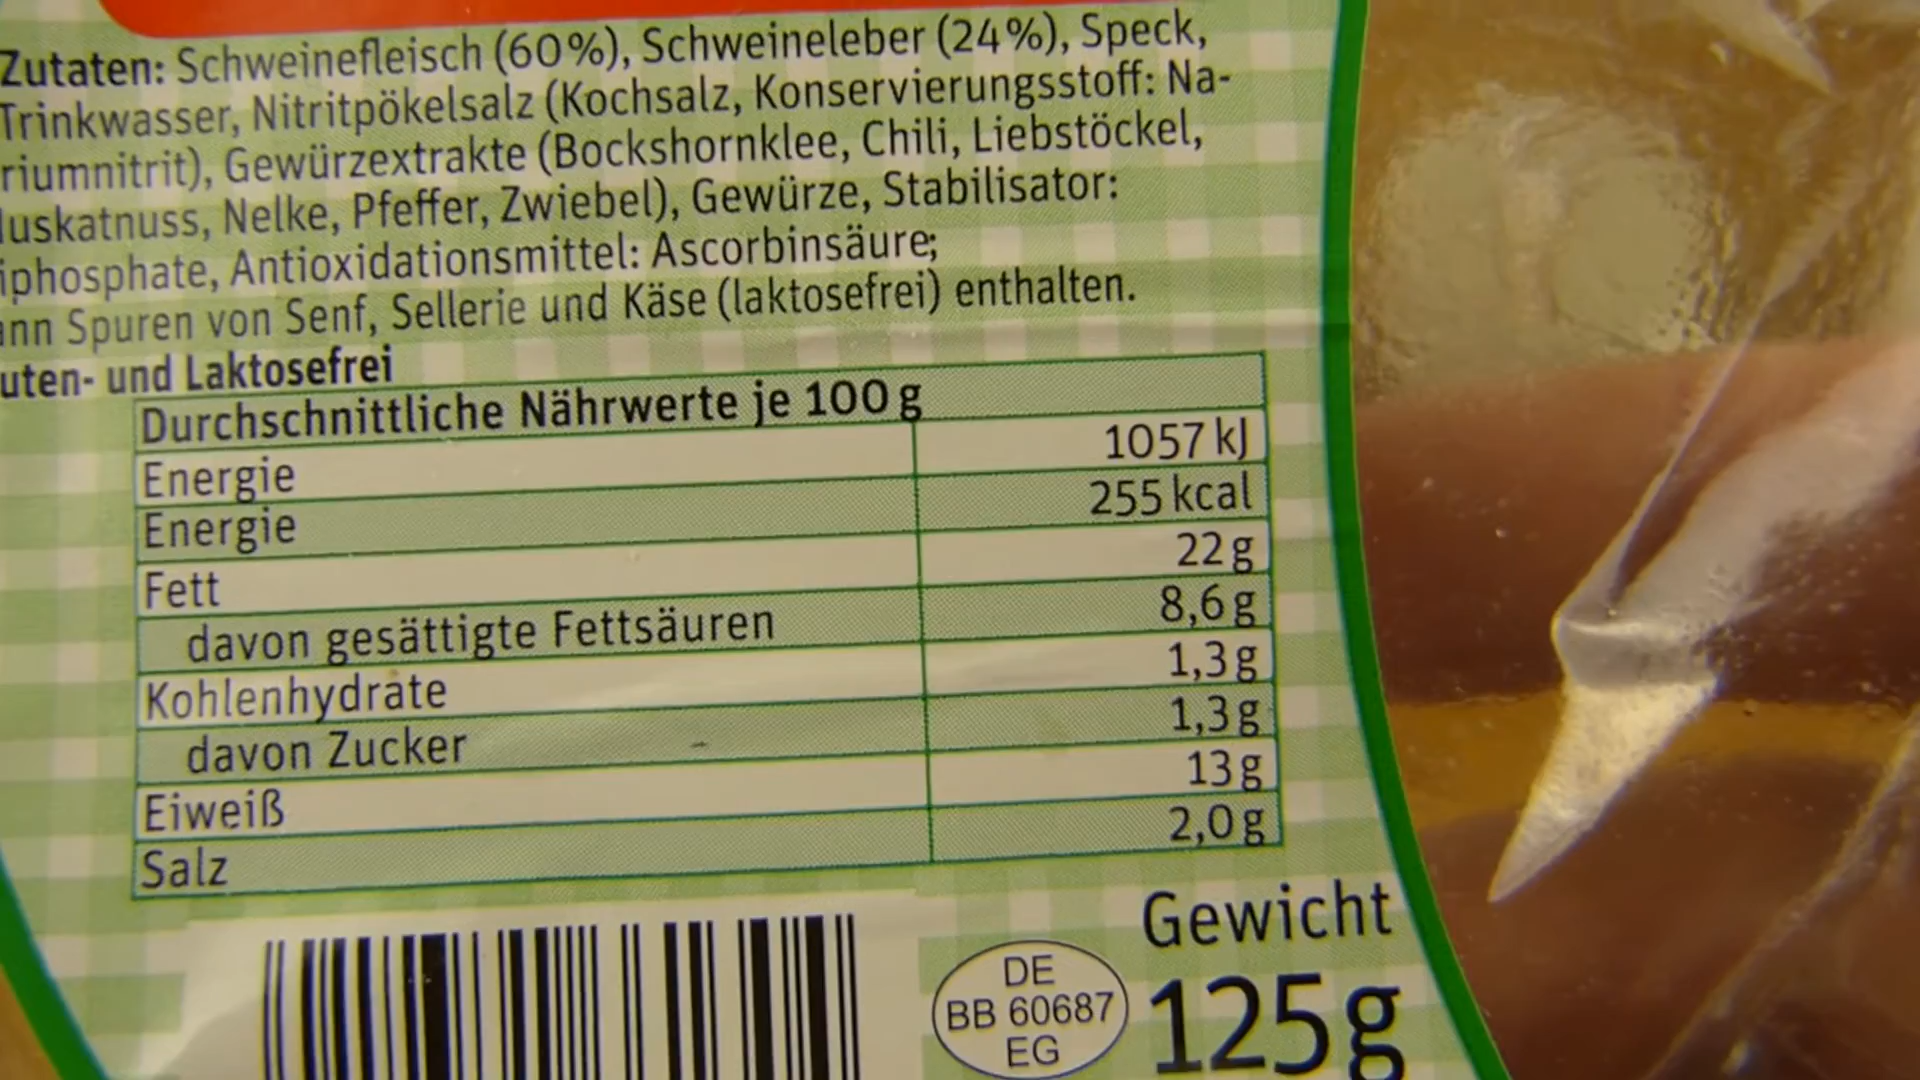 Zutaten: Schweinefleisch (60%), Schweineleber (24%), Speck,
Trinkwasser, Nitritpökelsalz (Kochsalz, Konservierungsstoff: Na-
riumnitrit), Gewürzextrakte (Bockshornklee, Chili, Liebstöckel,
uskatnuss, Nelke, Pfeffer, Zwiebel), Gewürze, Stabilisator:
iphosphate, Antioxidationsmittel: Ascorbinsäure;
ann Spuren von Senf, Sellerie und Käse (laktosefrei) enthalten.
uten- und Laktosefrei
Durchschnittliche Nährwerte je 100 g
Energie 1057 kJ
Energie 255 kcal
Fett 22 g
davon gesättigte Fettsäuren 8,6 g
Kohlenhydrate 1,3 g
davon Zucker 1,3 g
Eiweiß 13 g
Salz 2,0 g
Gewicht
125g
DE
BB 60687
EG